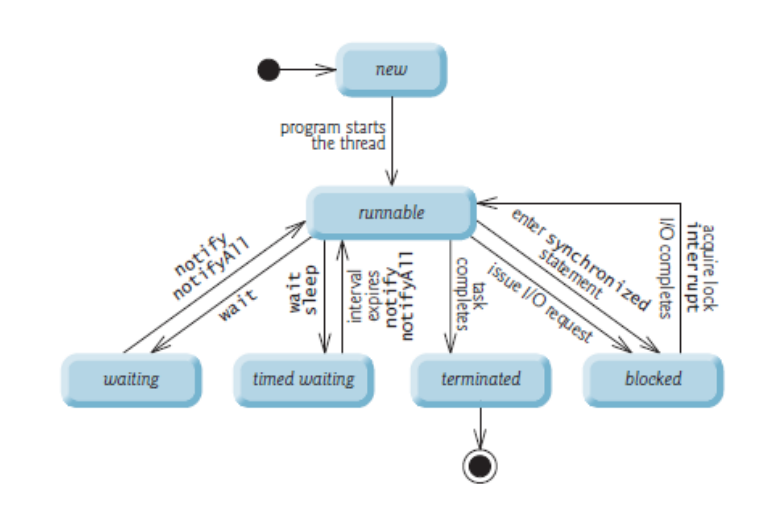 new
program starts
the thread
runnable
notify
notifyAll
wait
wait
sleep
interval
expires
notify
notifyAll
task
completes
issue I/O request
enter synchronized
statement
I/O completes
acquire lock
interrupt
waiting
timed waiting
terminated
blocked